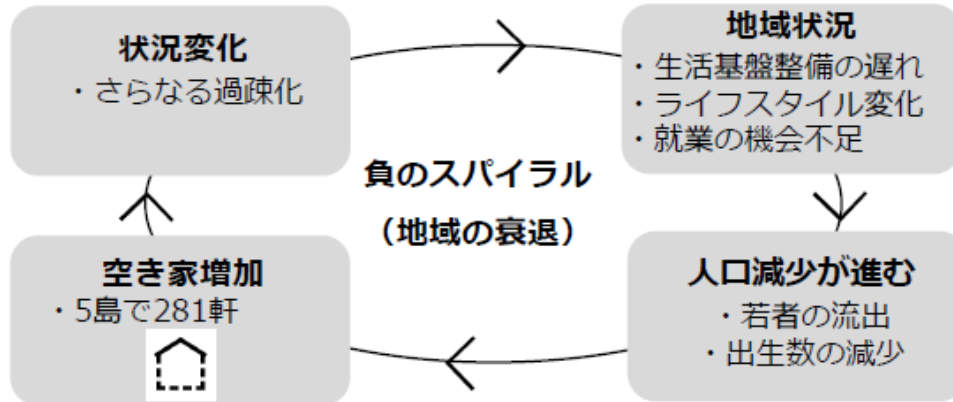 状況変化
・さらなる過疎化
地域状況
・生活基盤整備の遅れ
・ライフスタイル変化
・就業の機会不足
負のスパイラル
（地域の衰退）
空き家増加
・5島で281軒
人口減少が進む
・若者の流出
・出生数の減少